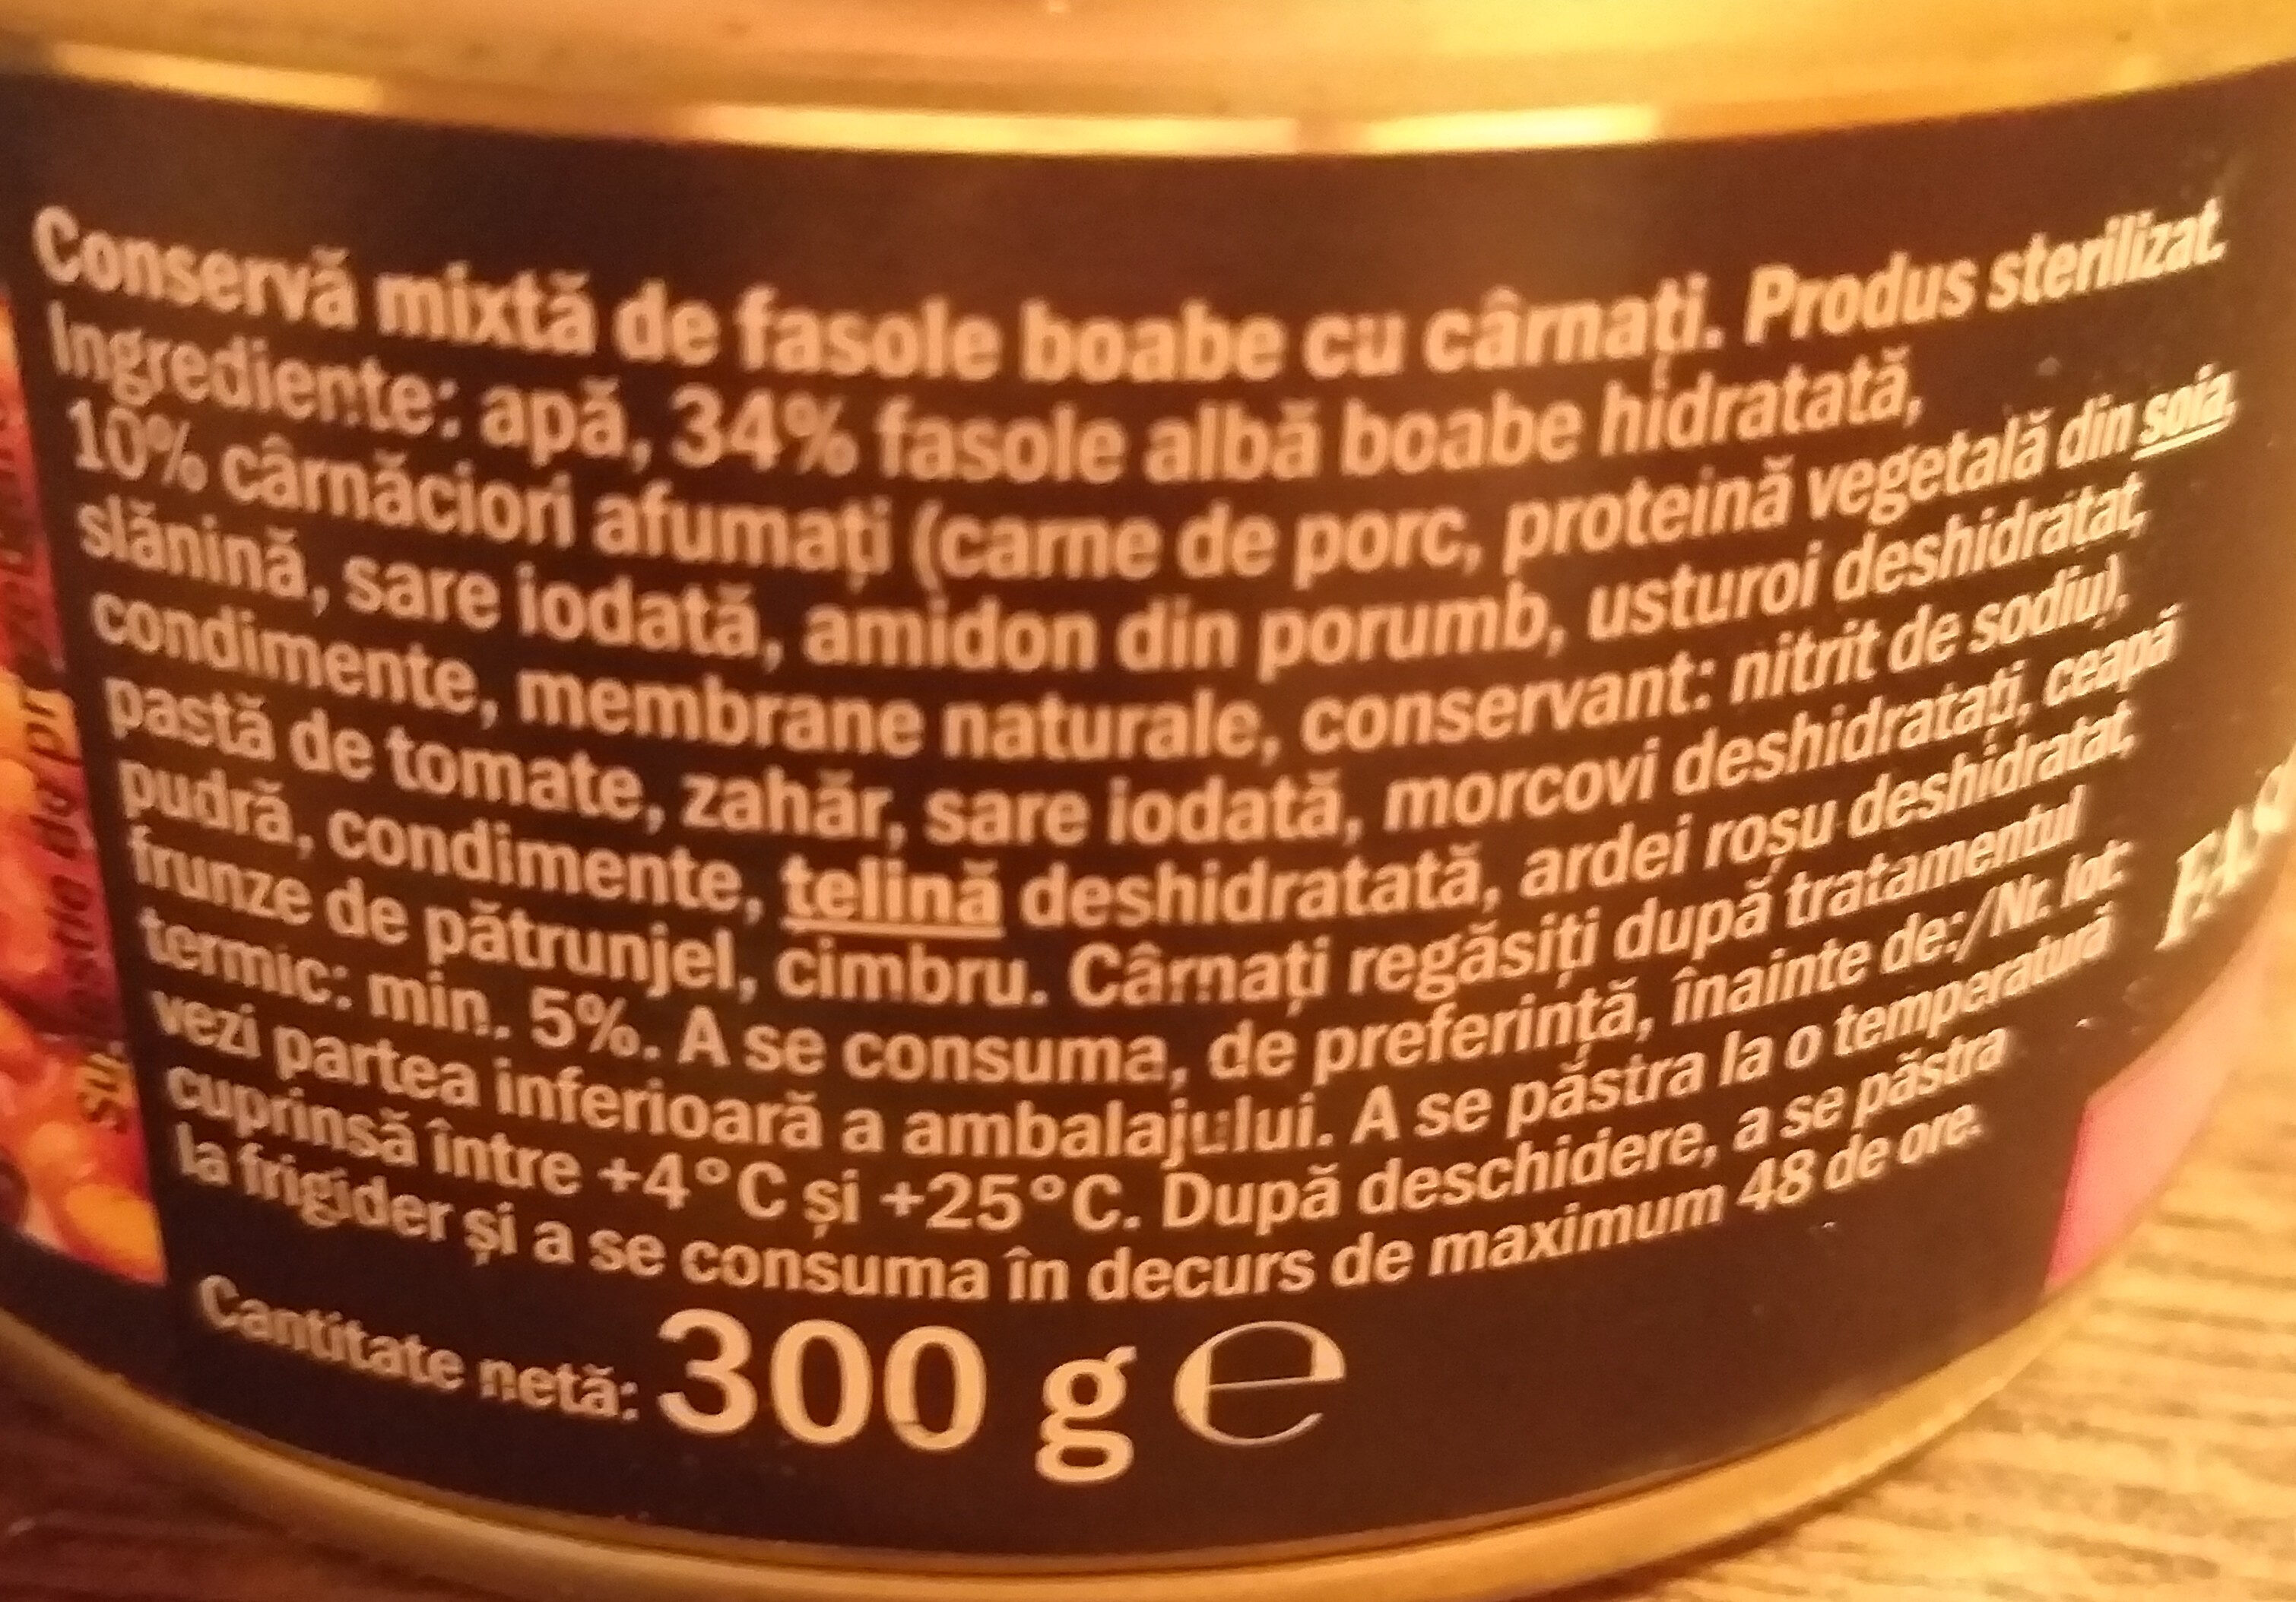 Conservă mixtă de fasole boabe cu cârnați. Produs sterilizat.
Ingrediente: apă, 34% fasole albă boabe hidratată,
10% cârnăciori afumați (carne de porc, proteină vegetală din soia,
slănină, sare iodată, amidon din porumb, usturoi deshidratat,
condimente, membrane naturale, conservant: nitrit de sodiu),
pastă de tomate, zahăr, sare iodată, morcovi deshidratați, ceapă
pudră, condimente, țelină deshidratată, ardei roșu deshidratat,
frunze de pătrunjel, cimbru. Cârnați regăsiți după tratamentul
termic: min. 5%. A se consuma, de preferință, înainte de:/Nr. lot:
vezi partea inferioară a ambalajului. A se păstra la o temperatură
cuprinsă între +4°C și +25°C. După deschidere, a se păstra
la frigider și a se consuma în decurs de maximum 48 de ore.
Cantitate netă: 300 g e